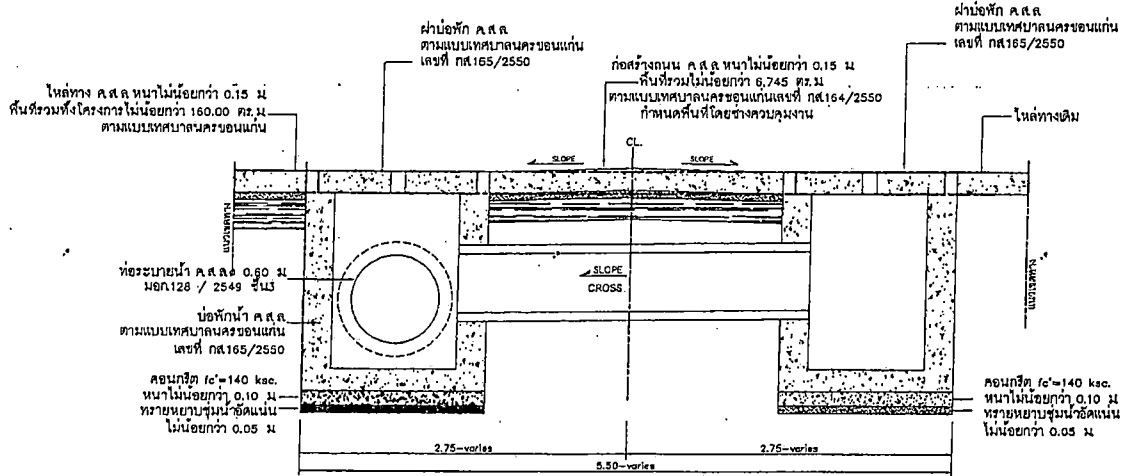 ฝาบ่อพัก ค.ส.ล.
ตามแบบเทศบาลนครขอนแก่น
เลขที่ กส.165/2550
ฝาบ่อพัก ค.ส.ล.
ตามแบบเทศบาลนครขอนแก่น
เลขที่ กส.165/2550
ก่อสร้างถนน ค.ส.ล. หนาไม่น้อยกว่า 0.15 ม.
พื้นที่รวมไม่น้อยกว่า 6,745 ตร.ม.
ตามแบบเทศบาลนครขอนแก่นเลขที่ กส.164/2550
กำหนดพื้นที่โดยช่างควบคุมงาน
ไหล่ทาง ค.ส.ล. หนาไม่น้อยกว่า 0.15 ม.
พื้นที่รวมทั้งโครงการไม่น้อยกว่า 160.00 ตร.ม.
ตามแบบเทศบาลนครขอนแก่น
ไหล่ทางเดิม
CL.
SLOPE
SLOPE
แนวเขตทาง
แนวเขตทาง
ท่อระบายน้ำ ค.ส.ล. 0.60 ม.
มอก.128 / 2549 ชั้น3
SLOPE
CROSS
บ่อพักน้ำ ค.ส.ล.
ตามแบบเทศบาลนครขอนแก่น
เลขที่ กส.165/2550
คอนกรีต fc'=140 ksc.
หนาไม่น้อยกว่า 0.10 ม.
ทรายหยาบชุ่มน้ำอัดแน่น
ไม่น้อยกว่า 0.05 ม.
คอนกรีต fc'=140 ksc.
หนาไม่น้อยกว่า 0.10 ม.
ทรายหยาบชุ่มน้ำอัดแน่น
ไม่น้อยกว่า 0.05 ม.
2.75-varies
2.75-varies
5.50-varies